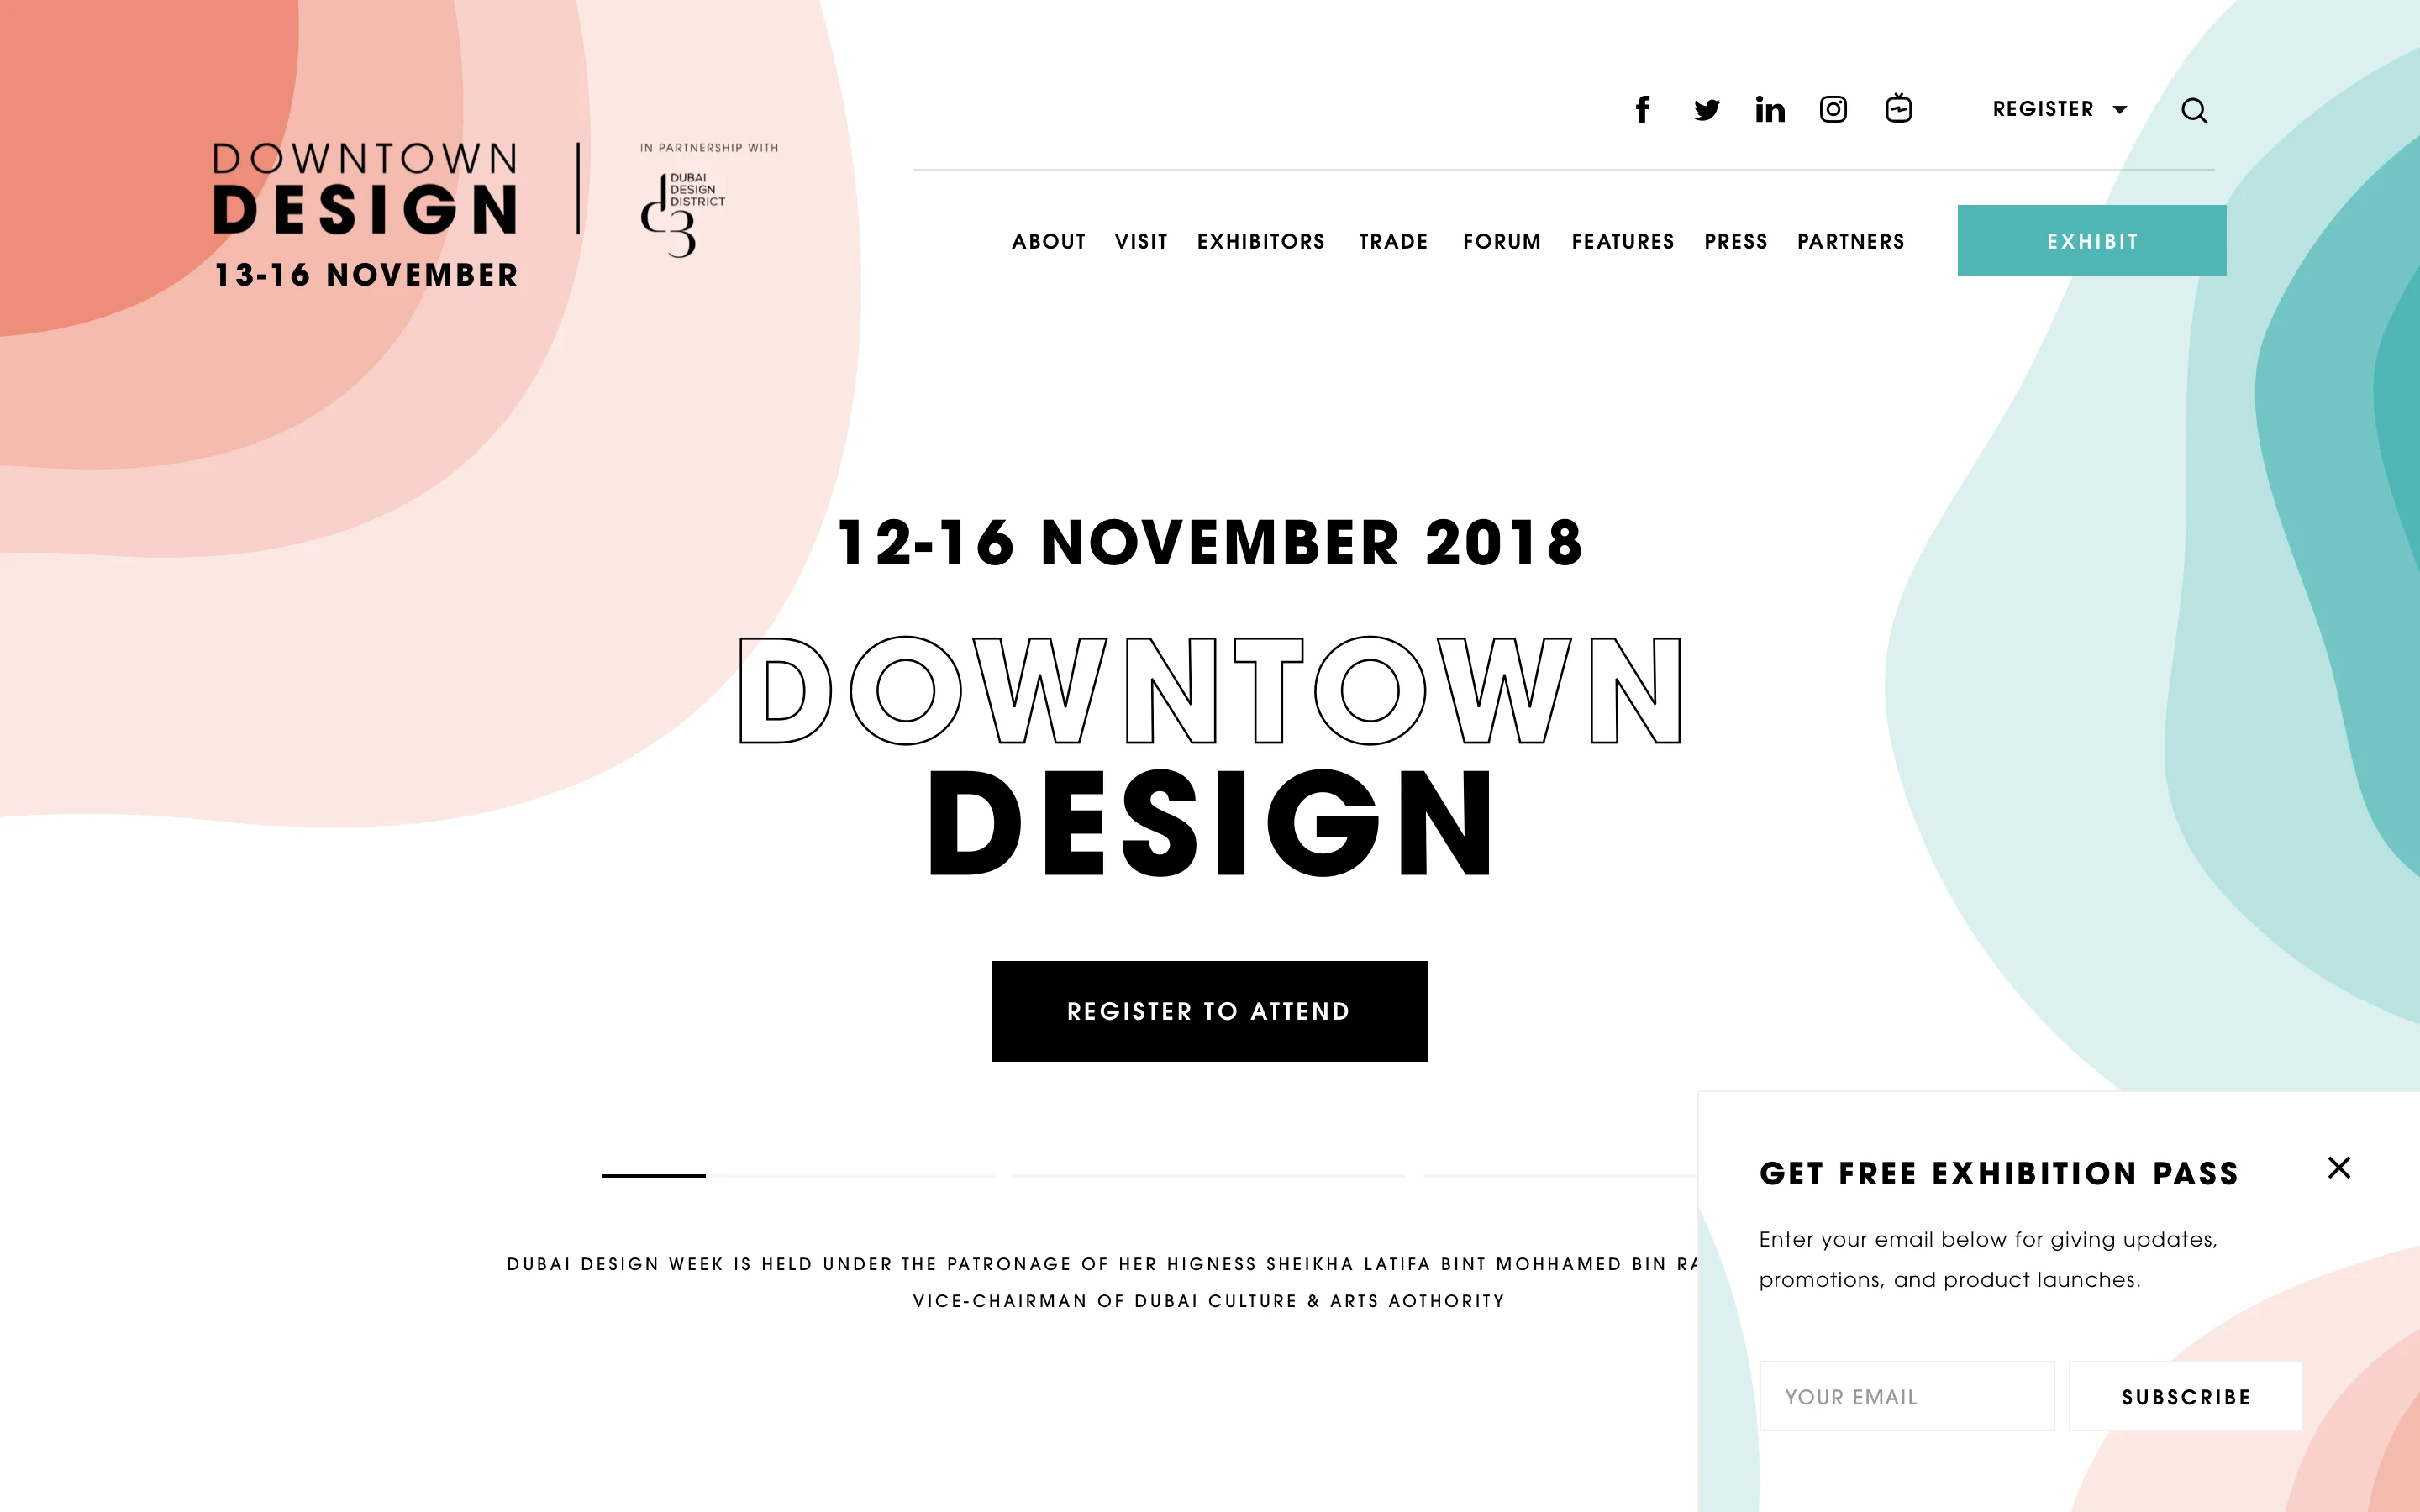 DOWNTOWN
DESIGN
13-16 NOVEMBER
IN PARTNERSHIP WITH
DUBAI
DESIGN
DISTRICT
d3
REGISTER
ABOUT VISIT EXHIBITORS TRADE FORUM FEATURES PRESS PARTNERS EXHIBIT
12-16 NOVEMBER 2018
DOWNTOWN
DESIGN
REGISTER TO ATTEND
DUBAI DESIGN WEEK IS HELD UNDER THE PATRONAGE OF HER HIGNESS SHEIKHA LATIFA BINT MOHHAMED BIN
VICE-CHAIRMAN OF DUBAI CULTURE & ARTS AOTHORITY
GET FREE EXHIBITION PASS
Enter your email below for giving updates,
promotions, and product launches.
YOUR EMAIL SUBSCRIBE